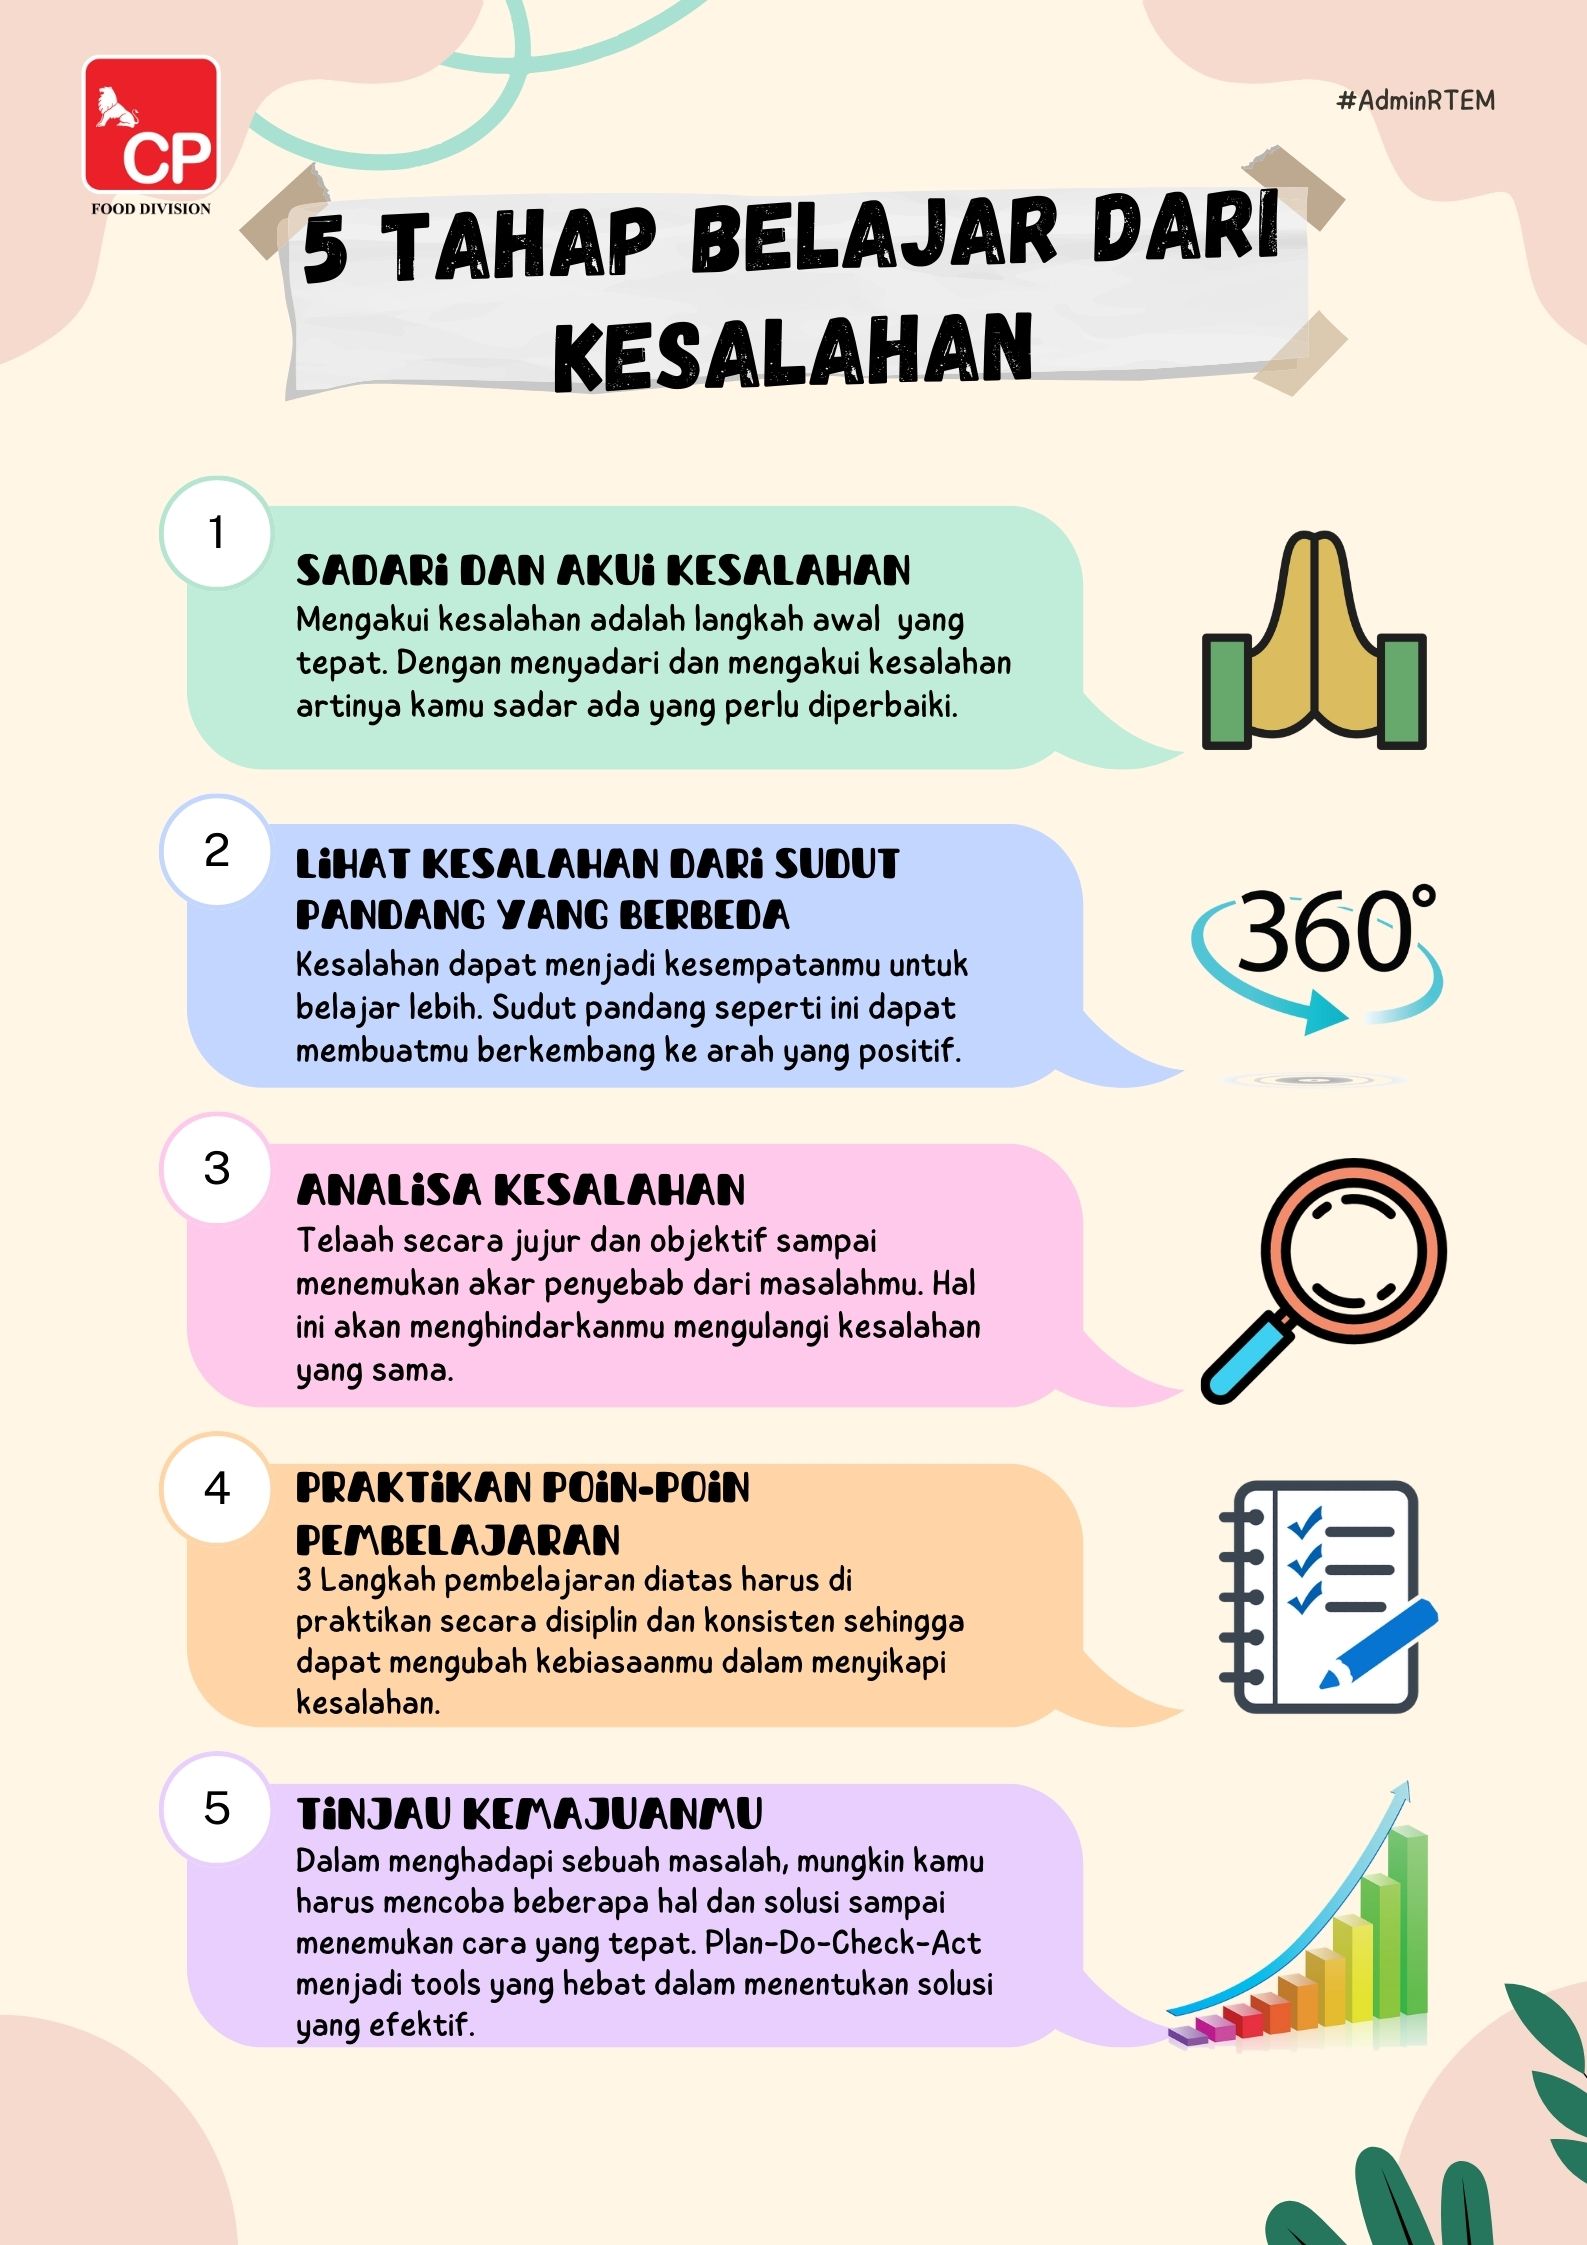 CP
FOOD DIVISION
#AdminRTEM
5 TAHAP BELAJAR DARI
KESALAHAN
1
SADARi DAN AKUi KESALAHAN
Mengakui kesalahan adalah langkah awal yang
tepat. Dengan menyadari dan mengakui kesalahan
artinya kamu sadar ada yang perlu diperbaiki.
2
LiHAT KESALAHAN DARi SUDUT
PANDANG YANG BERBEDA
Kesalahan dapat menjadi kesempatanmu untuk
belajar lebih. Sudut pandang seperti ini dapat
membuatmu berkembang ke arah yang positif.
360°
3
ANALiSA KESALAHAN
Telaah secara jujur dan objektif sampai
menemukan akar penyebab dari masalahmu. Hal
ini akan menghindarkanmu mengulangi kesalahan
yang sama.
4
PRAKTiKAN POiN-POiN
PEMBELAJARAN
3 Langkah pembelajaran diatas harus di
praktikan secara disiplin dan konsisten sehingga
dapat mengubah kebiasaanmu dalam menyikapi
kesalahan.
5
TiNJAU KEMAJUANMU
Dalam menghadapi sebuah masalah, mungkin kamu
harus mencoba beberapa hal dan solusi sampai
menemukan cara yang tepat. Plan-Do-Check-Act
menjadi tools yang hebat dalam menentukan solusi
yang efektif.